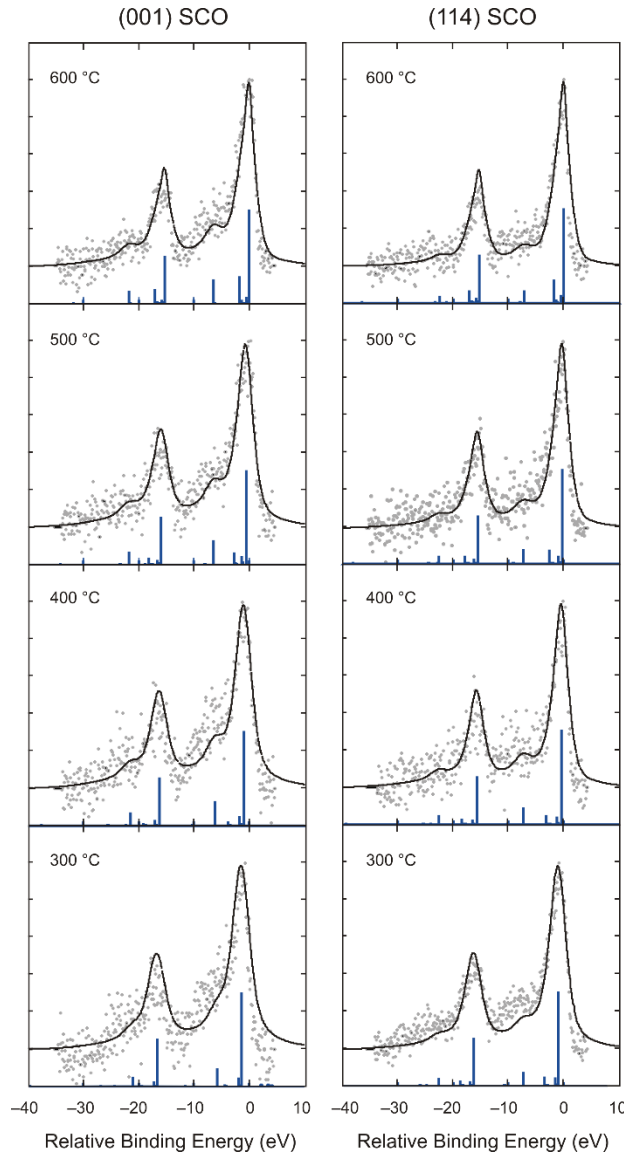 (001) SCO (114) SCO
600 °C 600 °C
500 °C 500 °C
400 °C 400 °C
300 °C 300 °C
–40 –30 –20 –10 0 10 –40 –30 –20 –10 0 10
Relative Binding Energy (eV) Relative Binding Energy (eV)